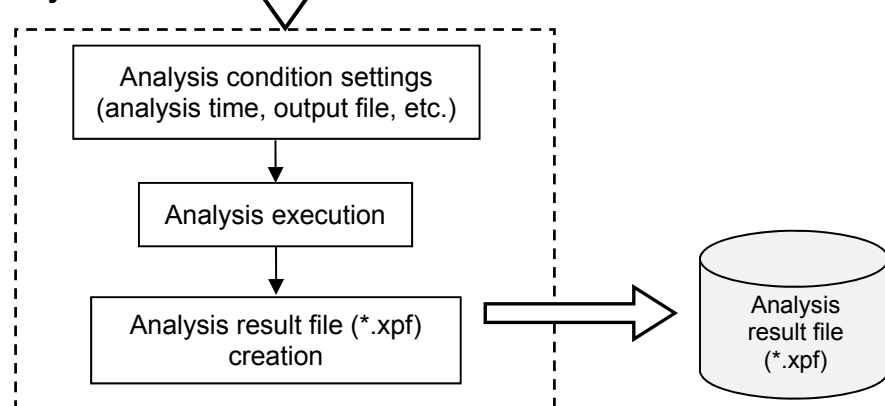 Analysis condition settings
(analysis time, output file, etc.)
Analysis execution
Analysis result file (*.xpf)
creation
Analysis
result file
(*.xpf)